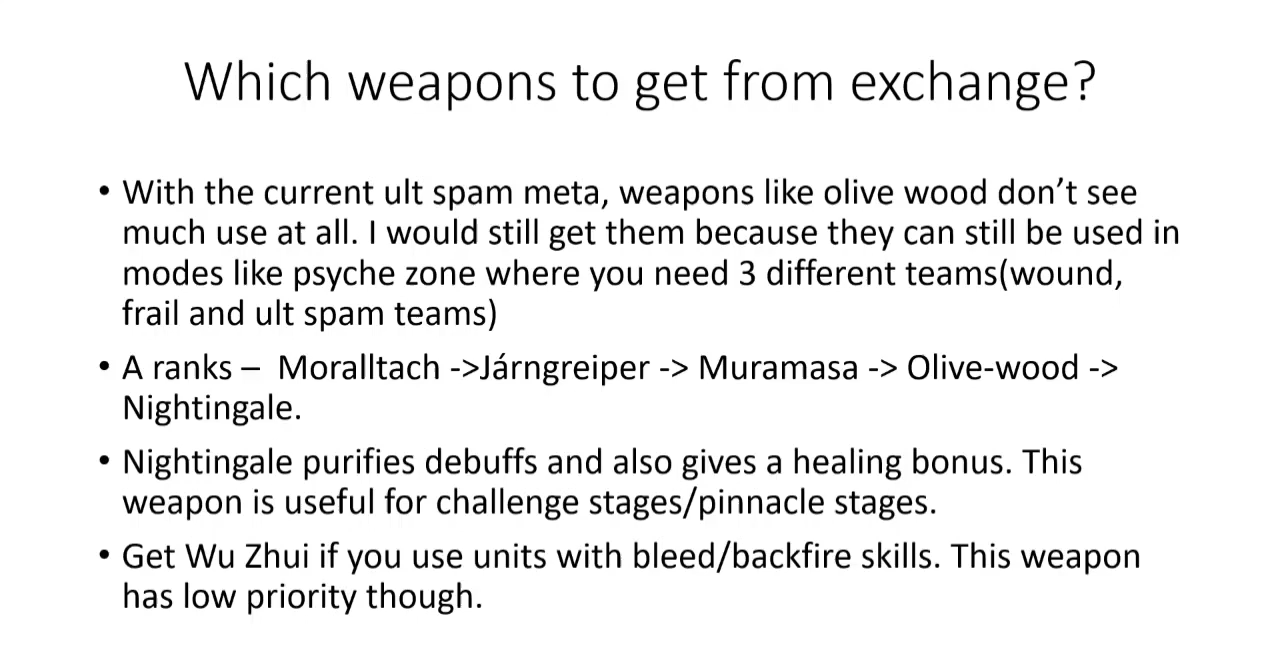 Which weapons to get from exchange?
• With the current ult spam meta, weapons like olive wood don’t see
much use at all. I would still get them because they can still be used in
modes like psyche zone where you need 3 different teams(wound,
frail and ult spam teams)
• A ranks –  Moralltach ->Járngreiper -> Muramasa -> Olive-wood ->
Nightingale.
• Nightingale purifies debuffs and also gives a healing bonus. This
weapon is useful for challenge stages/pinnacle stages.
• Get Wu Zhui if you use units with bleed/backfire skills. This weapon
has low priority though.